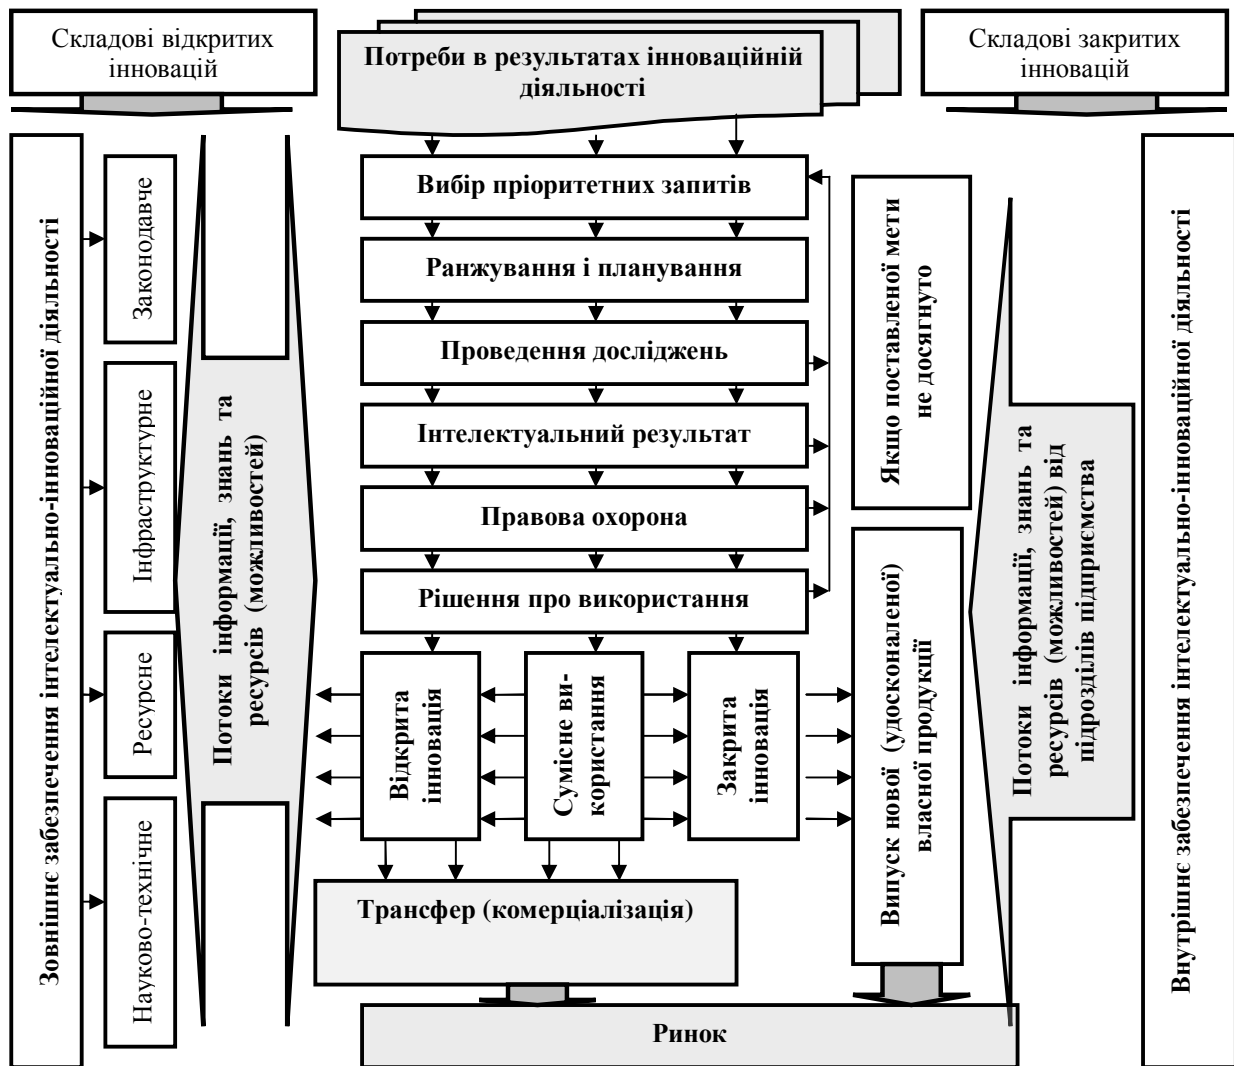 Складові відкритих
інновацій
Потреби в результатах інноваційній
діяльності
Складові закритих
інновацій
Зовнішнє забезпечення інтелектуально-інноваційної діяльності
Законодавче
Інфраструктурне
Ресурсне
Науково-технічне
Потоки інформації, знань та
ресурсів (можливостей)
Вибір пріоритетних запитів
Ранжування і планування
Проведення досліджень
Інтелектуальний результат
Правова охорона
Рішення про використання
Відкрита
інновація
Сумісне ви-
користання
Закрита
інновація
Трансфер (комерціалізація)
Ринок
Якщо поставленої мети
не досягнуто
Випуск нової (удосконаленої)
власної продукції
Потоки інформації, знань та
ресурсів (можливостей) від
підрозділів підприємства
Внутрішнє забезпечення інтелектуально-інноваційної діяльності